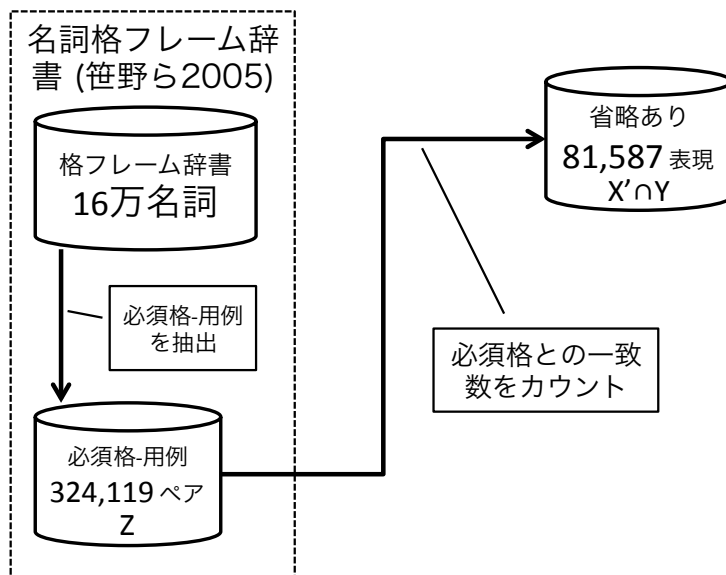 名詞格フレーム辞
書 (笹野ら2005)
格フレーム辞書
16万名詞
必須格-用例
を抽出
必須格-用例
324,119 ペア
Z
省略あり
81,587 表現
X’∩Y
必須格との一致
数をカウント